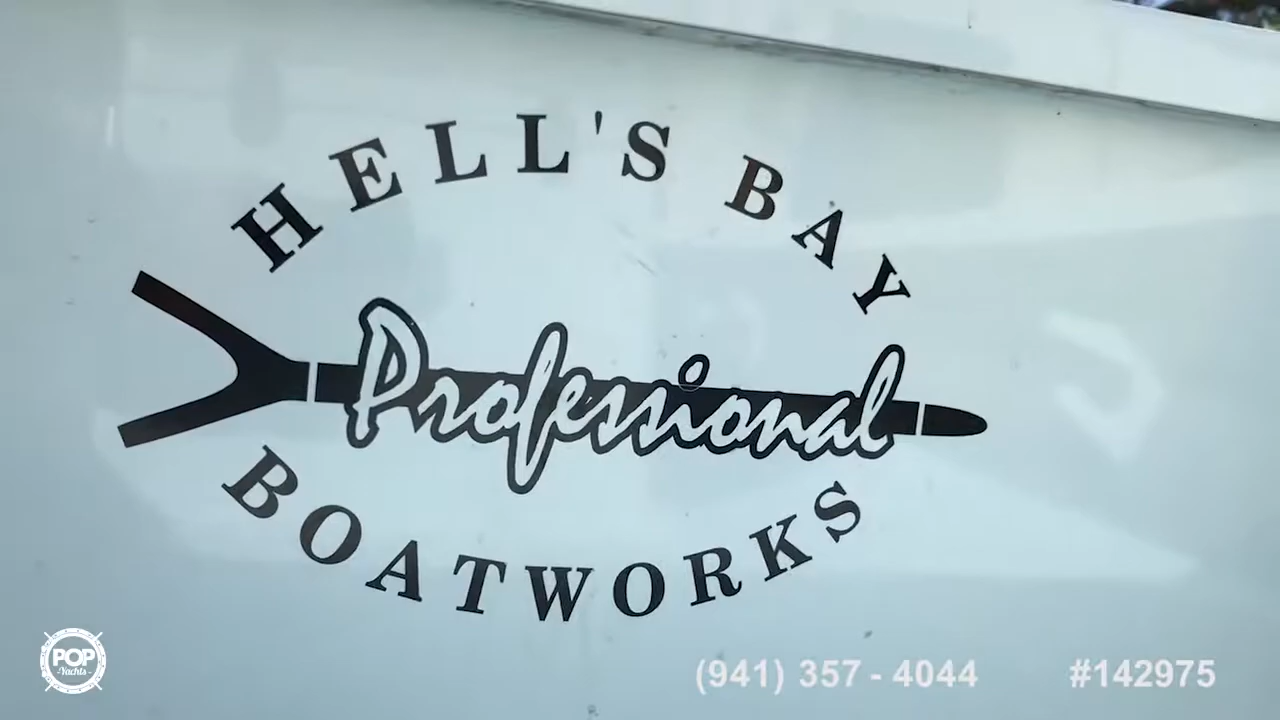 HELL'S BAY
Professional
BOATWORKS
POP
Yachts
(941) 357 - 4044
#142975